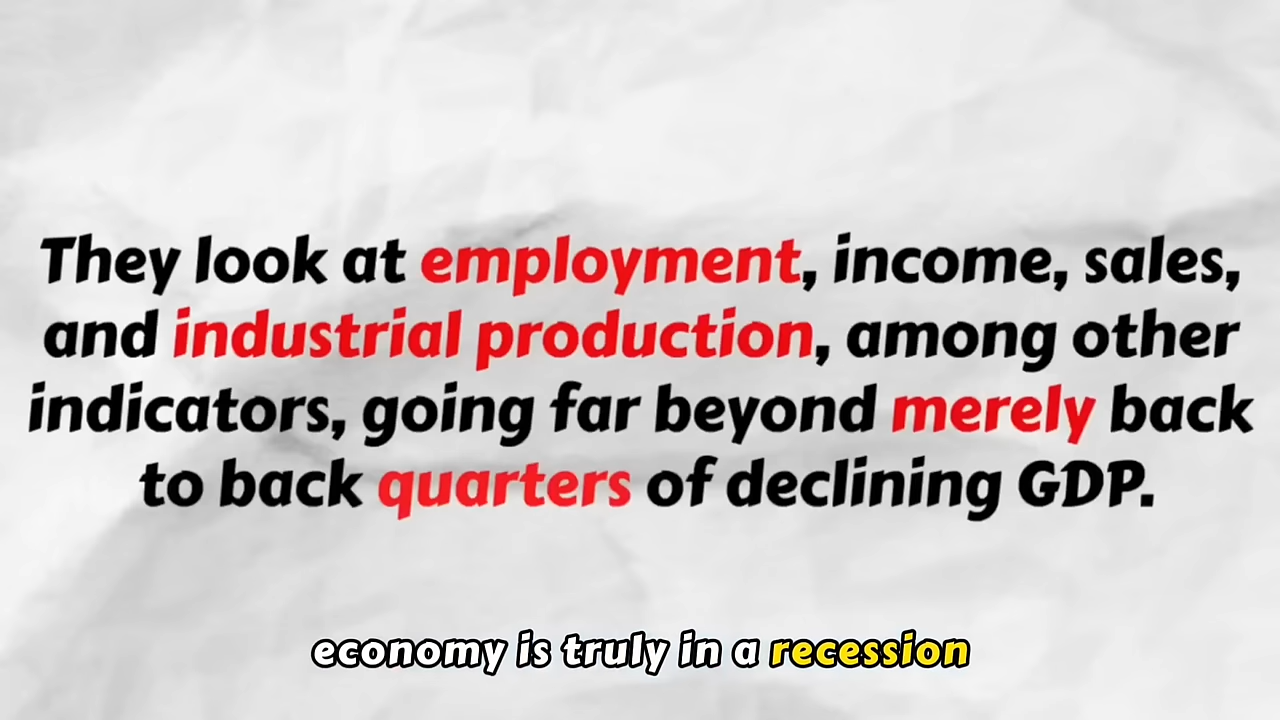 They look at employment, income, sales,
and industrial production, among other
indicators, going far beyond merely back
to back quarters of declining GDP.
economy is truly in a recession